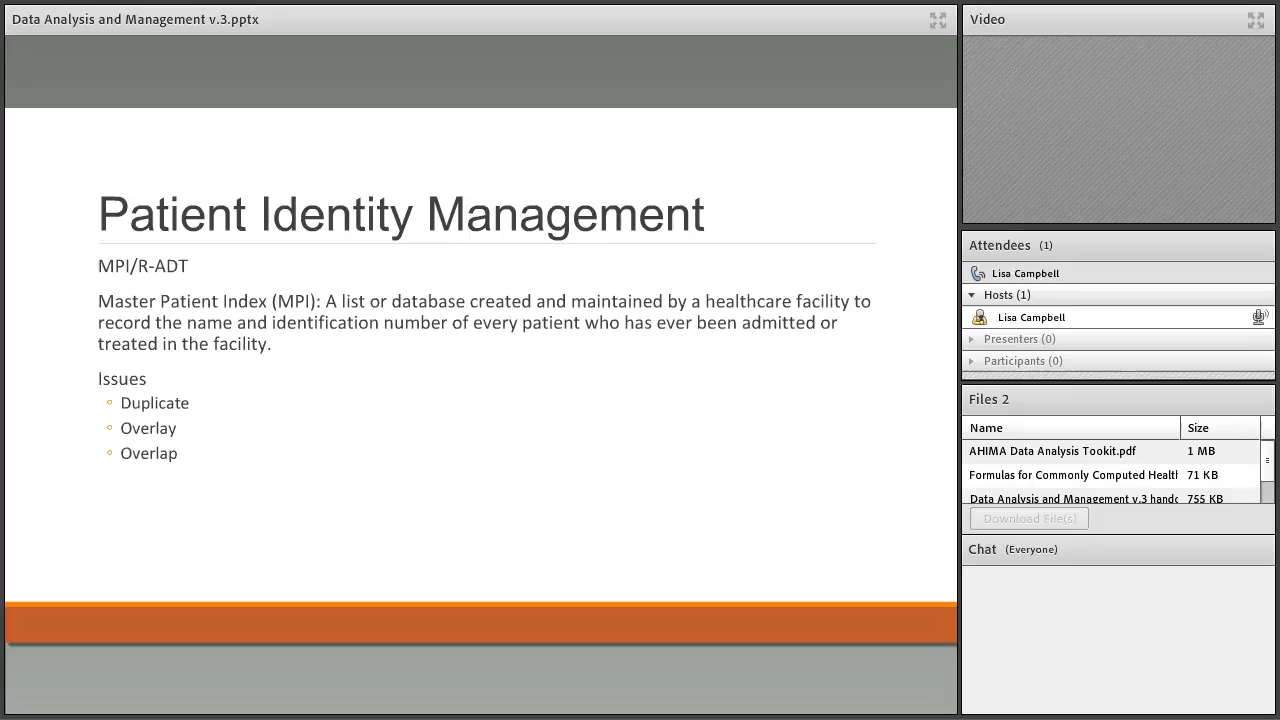 Data Analysis and Management v.3.pptx
Patient Identity Management
MPI/R-ADT
Master Patient Index (MPI): A list or database created and maintained by a healthcare facility to
record the name and identification number of every patient who has ever been admitted or
treated in the facility.
Issues
Duplicate
Overlay
Overlap
Video
Attendees (1)
Lisa Campbell
Hosts (1)
Lisa Campbell
Presenters (0)
Participants (0)
Files 2
Name Size
AHIMA Data Analysis Tookit.pdf 1 MB
Formulas for Commonly Computed Health 71 KB
Data Analysis and Management v.3 handc 755 KB
Download File(s)
Chat (Everyone)